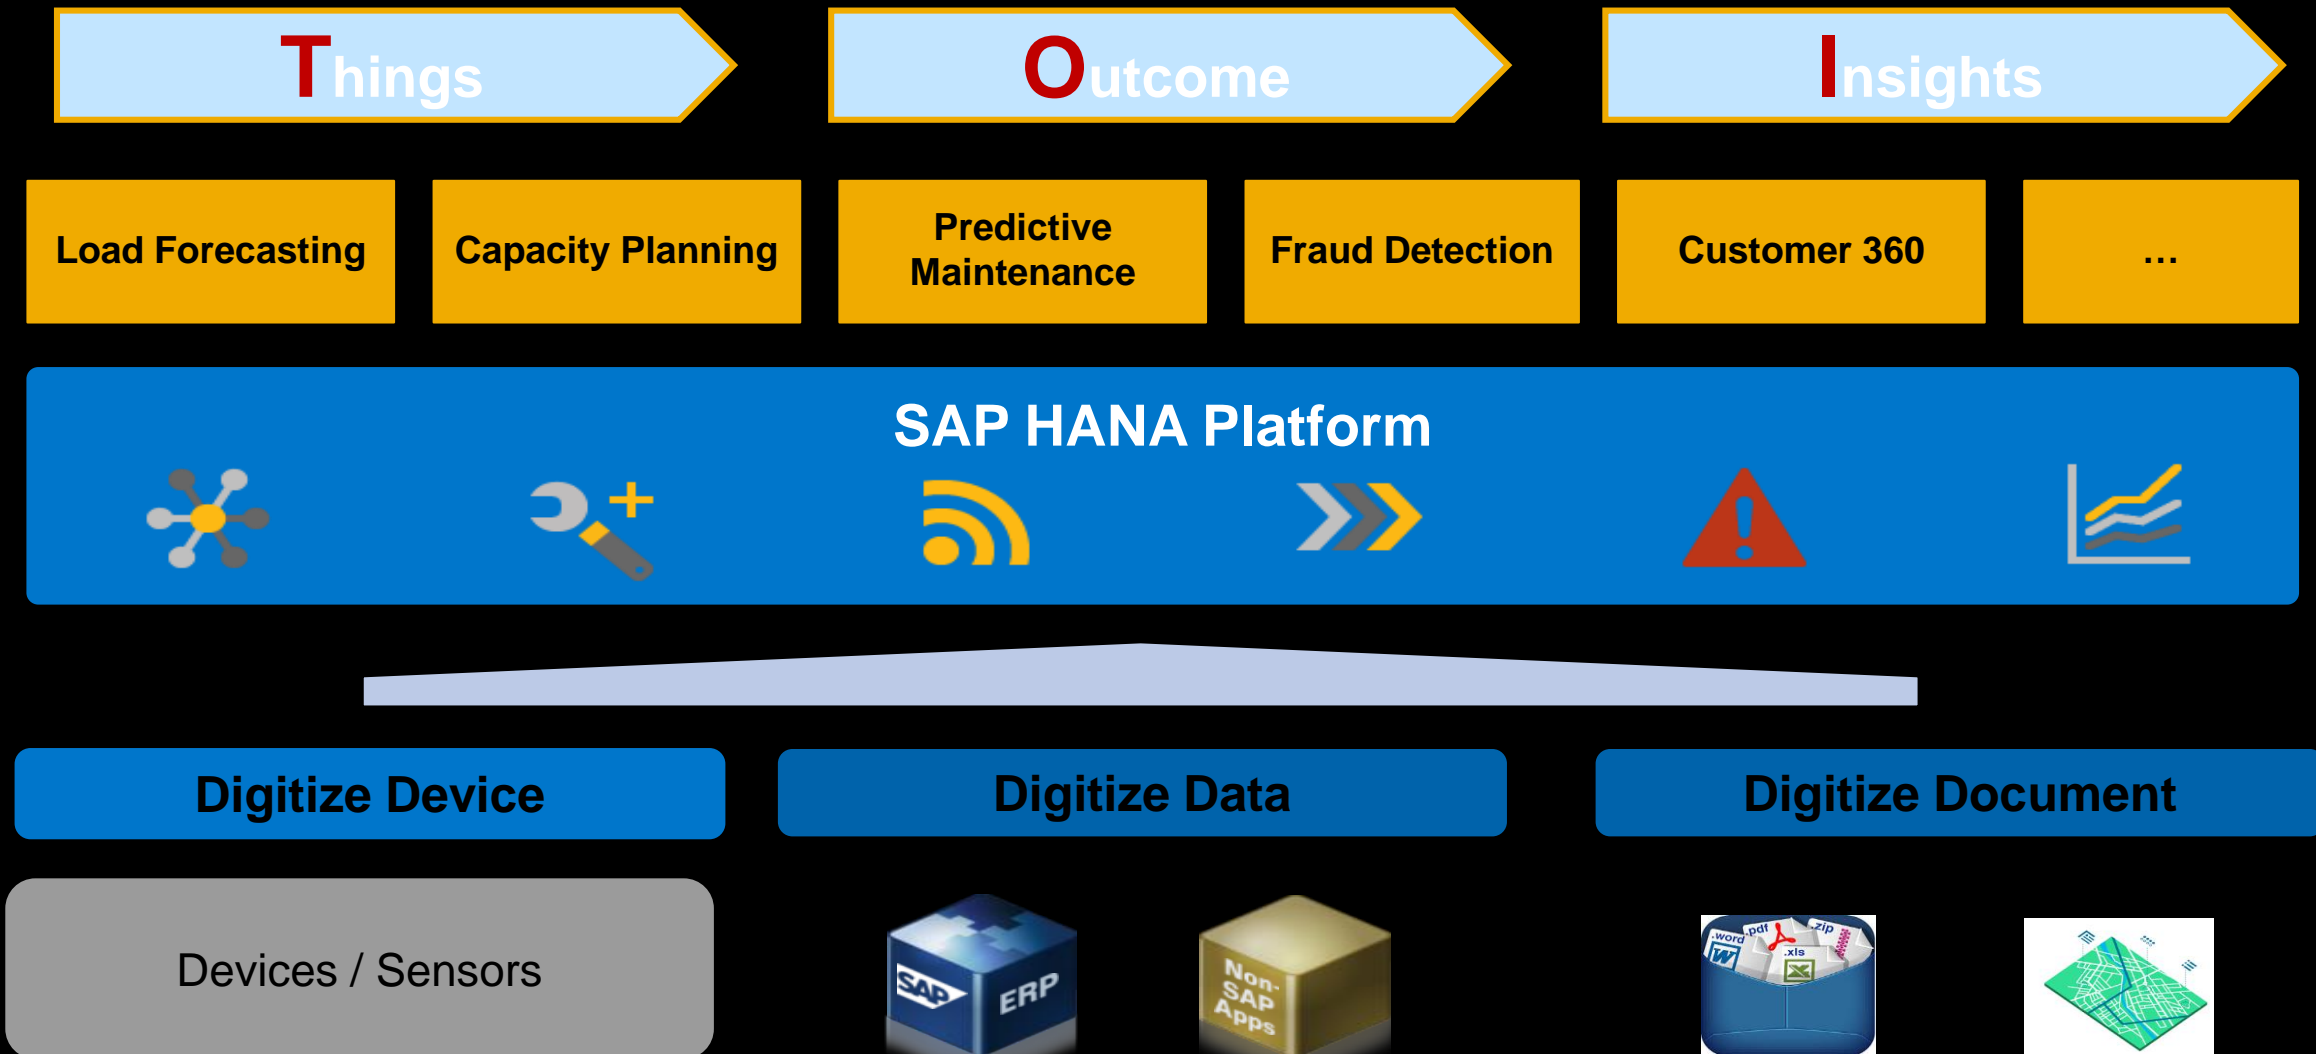 Things
Outcome
Insights
Load Forecasting
Capacity Planning
Predictive
Maintenance
Fraud Detection
Customer 360
…
SAP HANA Platform
Digitize Device
Digitize Data
Digitize Document
Devices / Sensors
SAP
ERP
Non-
SAP
Apps
.word
.pdf
.zip
.xls
W